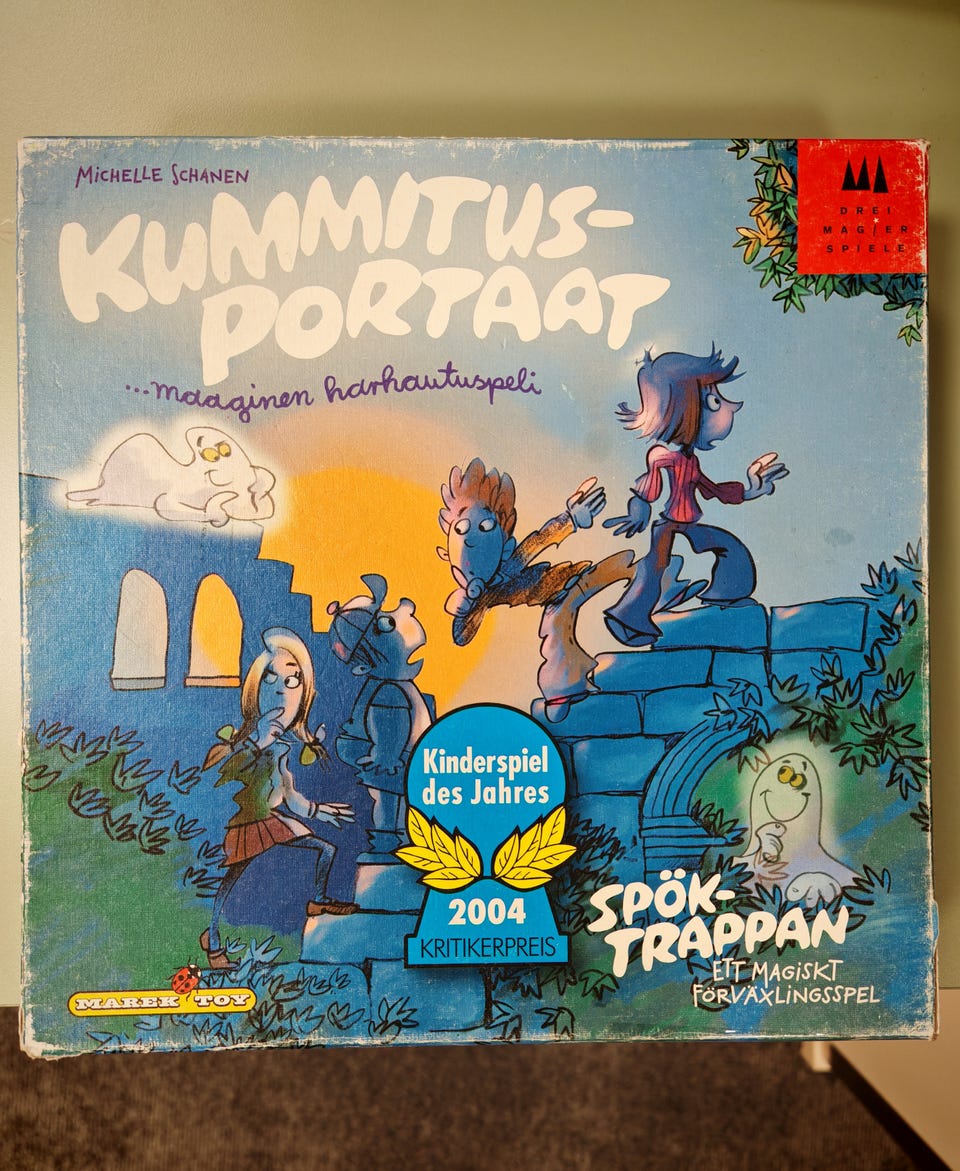 MICHELLE SCHANEN
KUMMITUS-
PORTAAT
...maaginen harhautuspeli
DREI
MAGIER
SPIELE
Kinderspiel
des Jahres
2004
KRITIKERPREIS
SPÖK-
TRAPPAN
ETT MAGISKT
FÖRVÄXLINGSSPEL
MAREK TOY